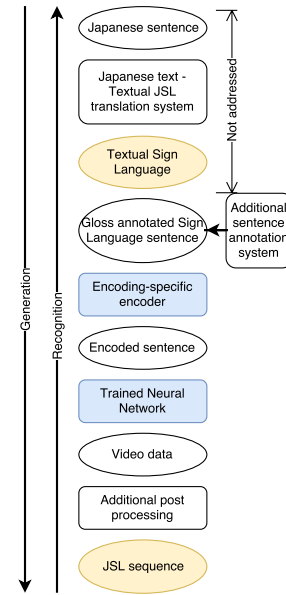 Japanese sentence
Japanese text -
Textual JSL
translation system
Not addressed
Textual Sign
Language
Gloss annotated Sign
Language sentence
Additional
sentence
annotation
system
Encoding-specific
encoder
Generation
Recognition
Encoded sentence
Trained Neural
Network
Video data
Additional post
processing
JSL sequence